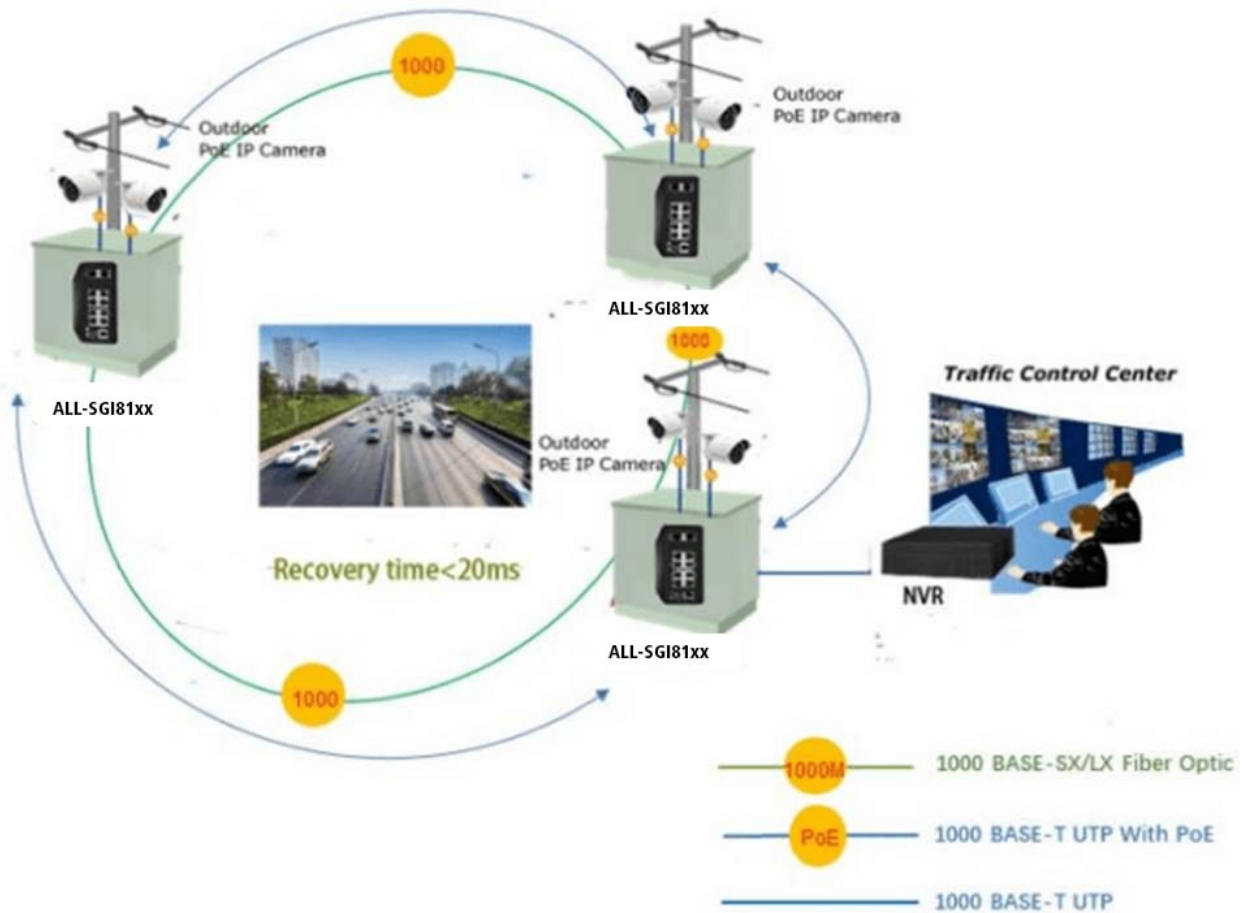 1000
Outdoor
PoE IP Camera
Outdoor
PoE IP Camera
ALL-SGI81xx
1000
ALL-SGI81xx
Traffic Control Center
Outdoor
PoE IP Camera
Recovery time<20ms
NVR
ALL-SGI81xx
1000
1000M
1000 BASE-SX/LX Fiber Optic
PoE
1000 BASE-T UTP With PoE
1000 BASE-T UTP